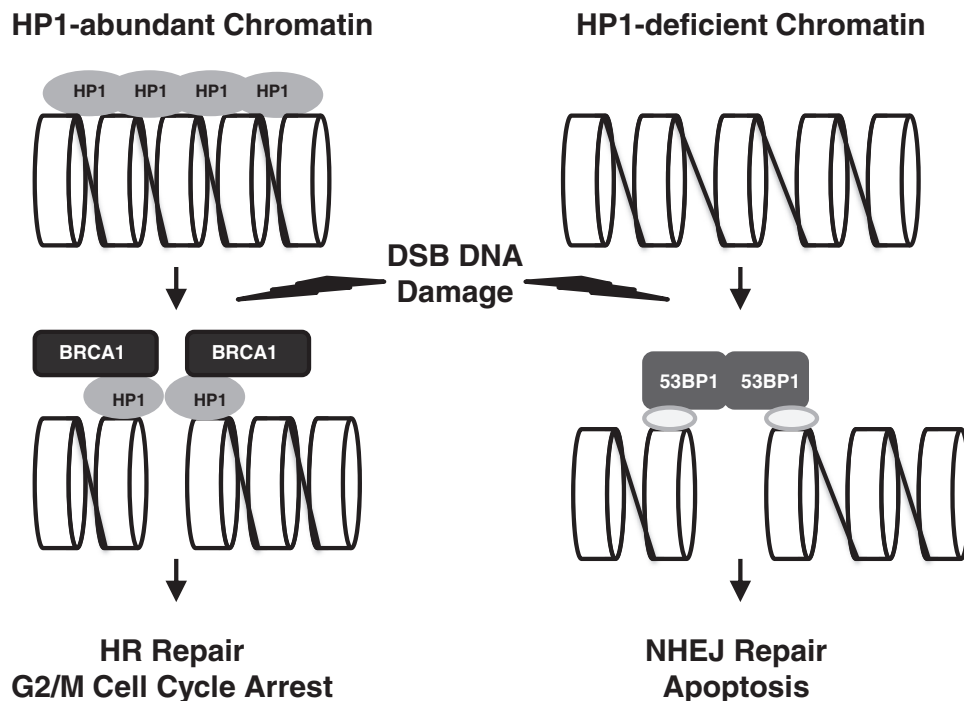 HP1-abundant Chromatin
HP1-deficient Chromatin
HP1 HP1 HP1 HP1
DSB DNA
Damage
BRCA1 BRCA1
HP1 HP1
53BP1 53BP1
HR Repair
G2/M Cell Cycle Arrest
NHEJ Repair
Apoptosis